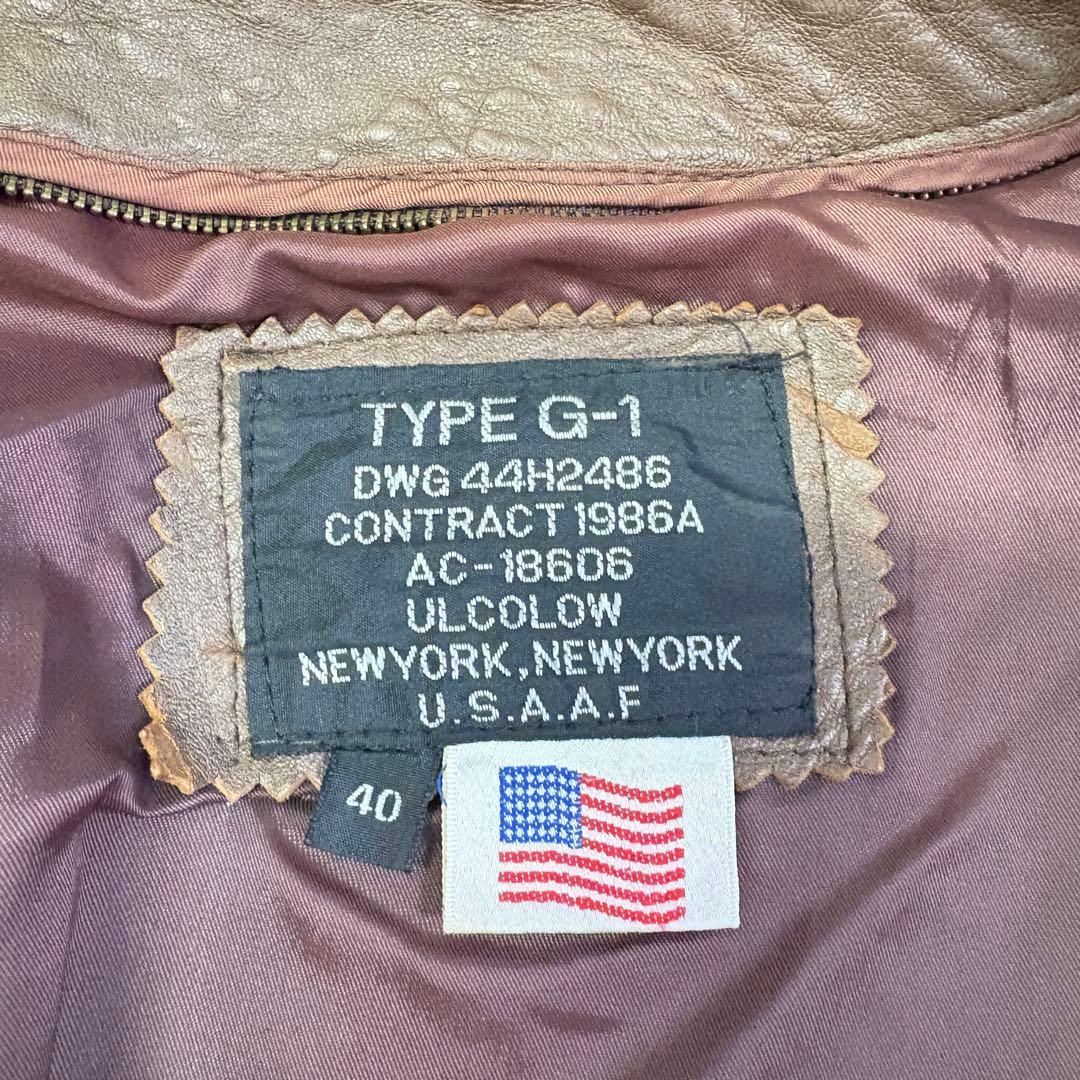 TYPE G-1
DWG 44H2486
CONTRACT 1986A
AC-18606
ULCOLOW
NEWYORK, NEWYORK
U.S.A.A.F
40